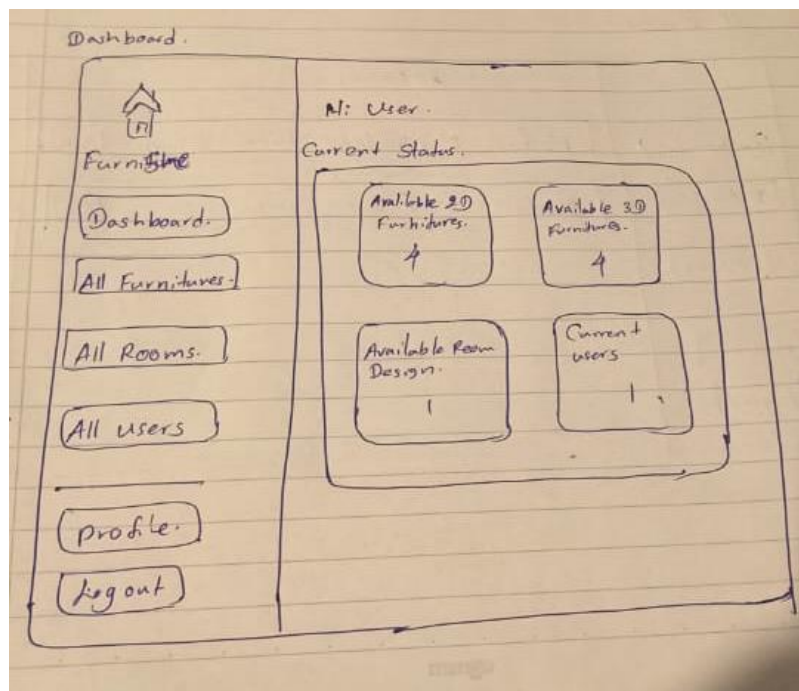 Dashboard.
Hi User.
Furni
Current Status.
Dashboard.
All Furnitures.
All Rooms.
All users
Profile.
Log out
Available 2D
Furnitures.
4
Available 3D
Furnitures.
4
Available Room
Design.
1
Current
users
1